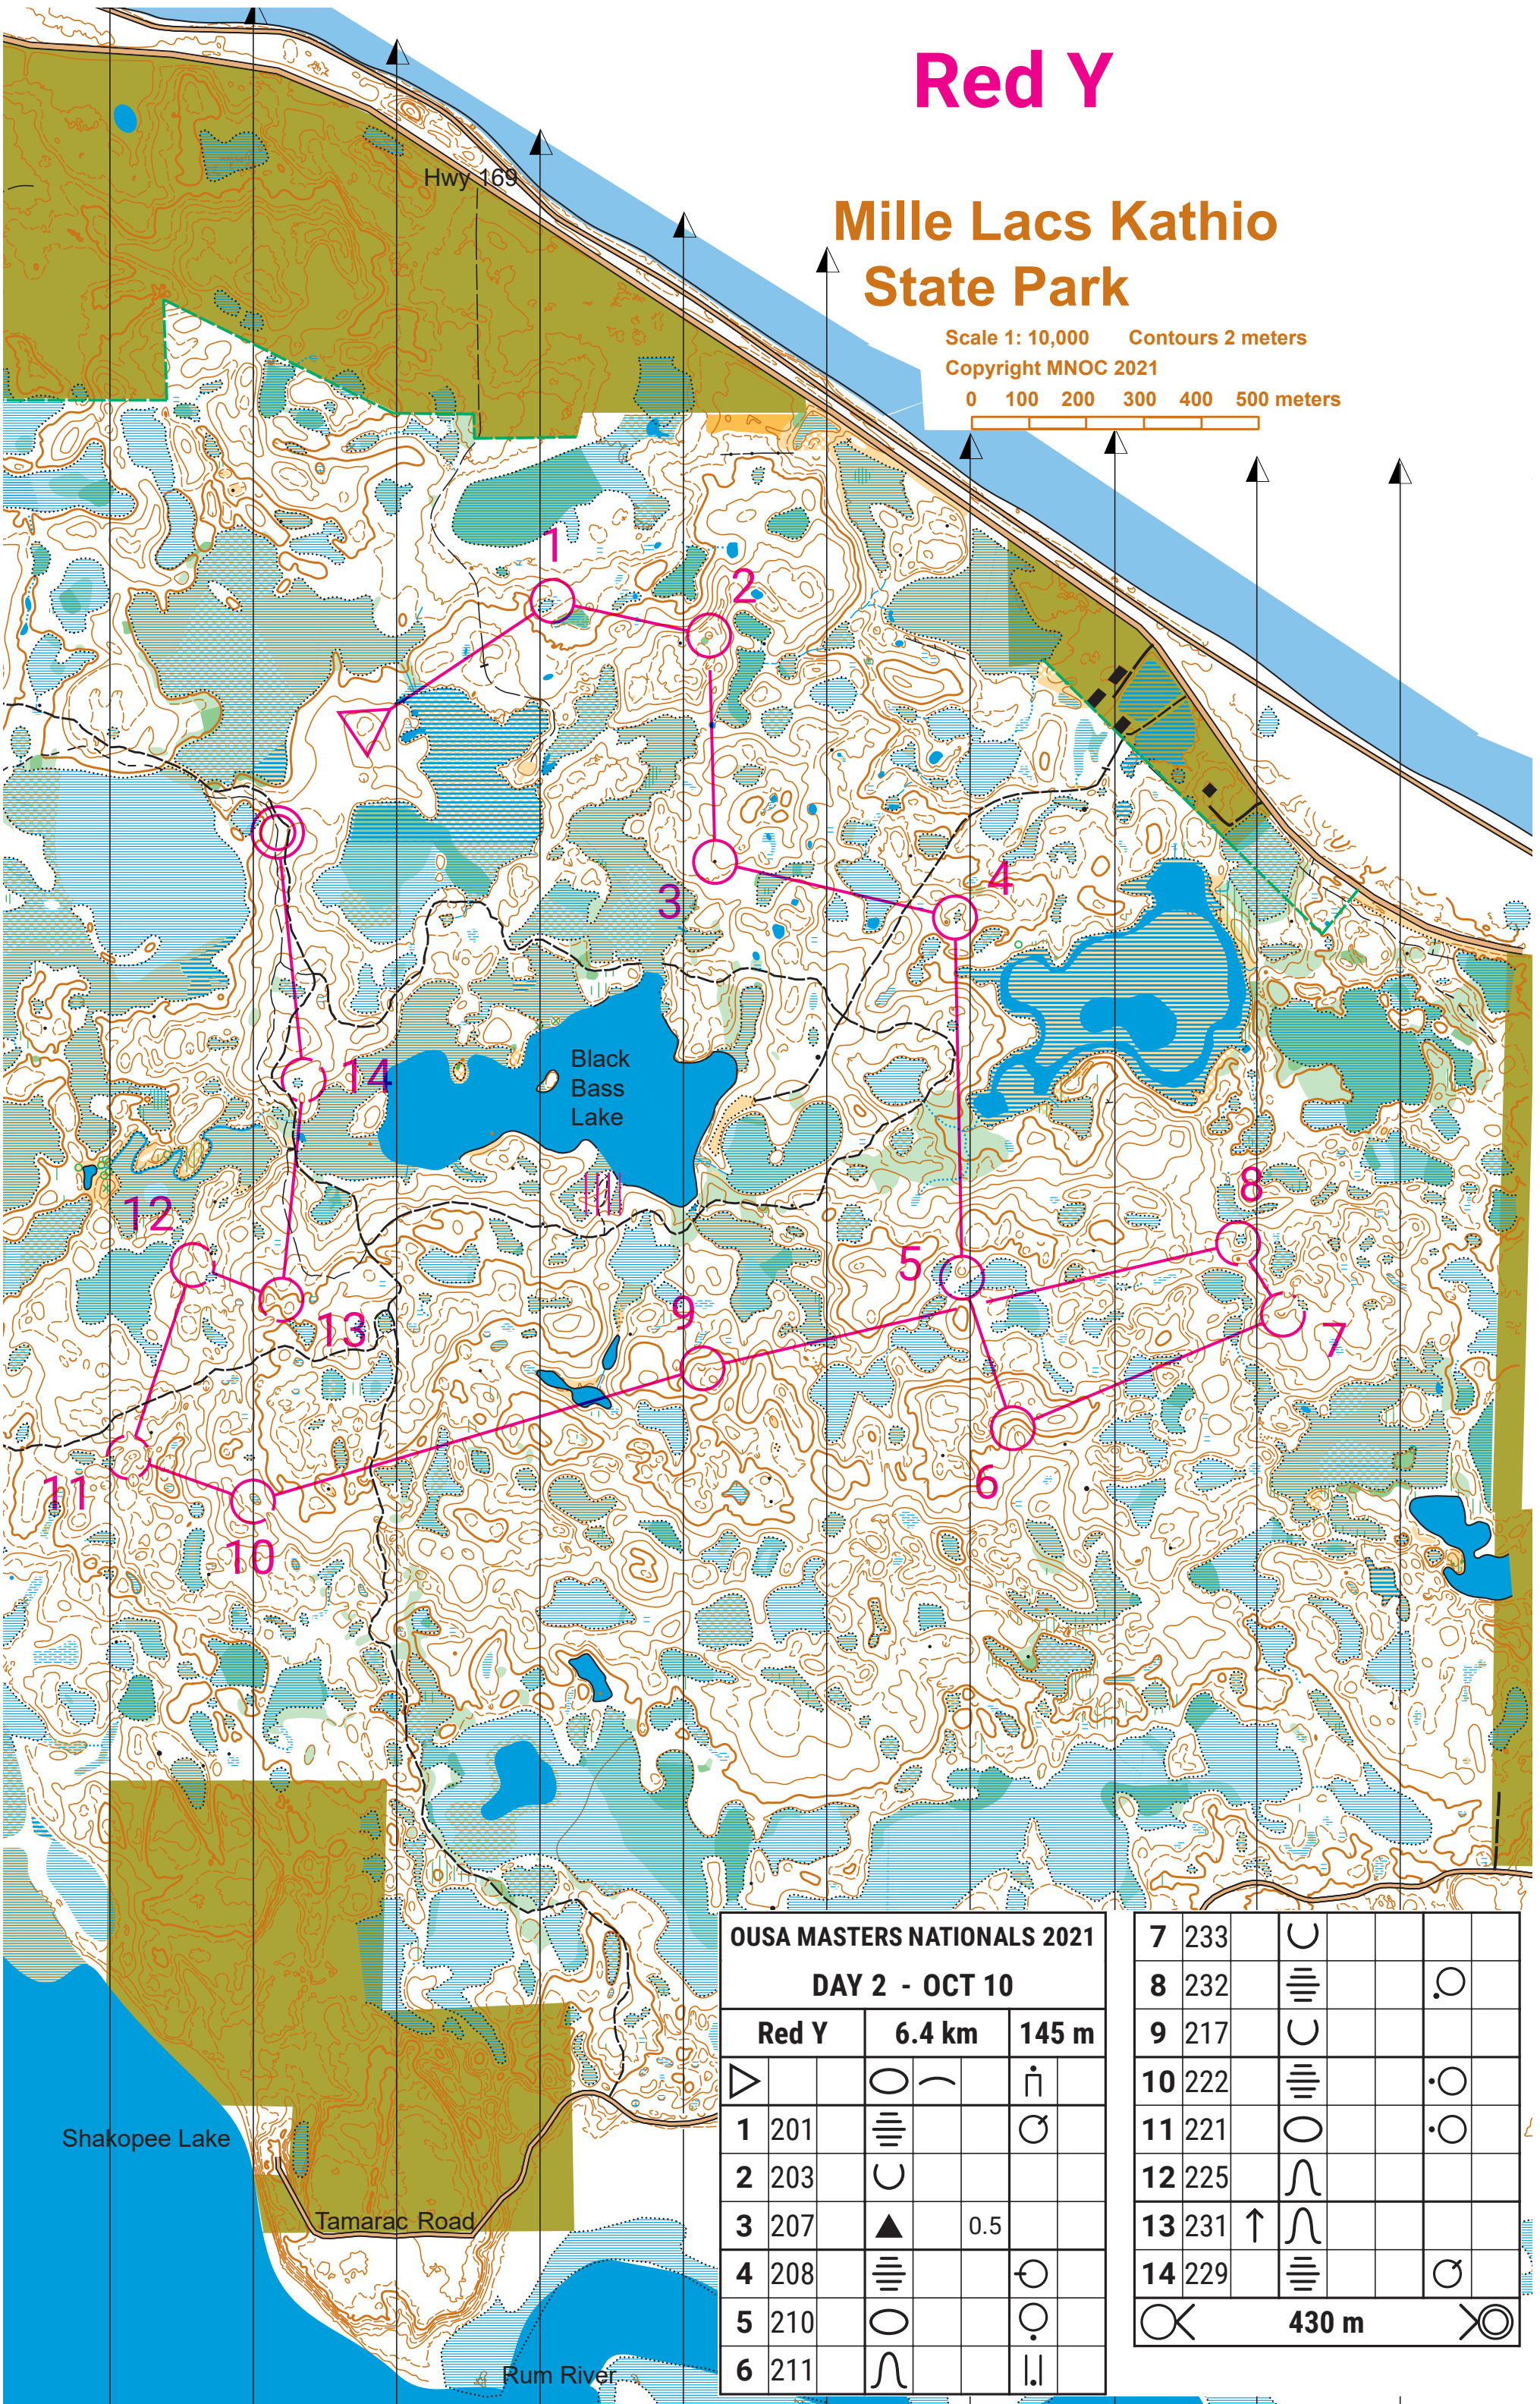 Red Y
Hwy 169
Mille Lacs Kathio
State Park
Scale 1: 10,000 Contours 2 meters
Copyright MNOC 2021
0 100 200 300 400 500 meters
1
2
3
4
Black
Bass
Lake
14
12
8
5
13
9
7
11
6
10
Shakopee Lake
Tamarac Road
Rum River
OUSA MASTERS NATIONALS 2021
DAY 2 - OCT 10
Red Y 6.4 km 145 m
1 201
2 203
3 207 0.5
4 208
5 210
6 211
7 233
8 232
9 217
10 222
11 221
12 225
13 231
14 229
430 m